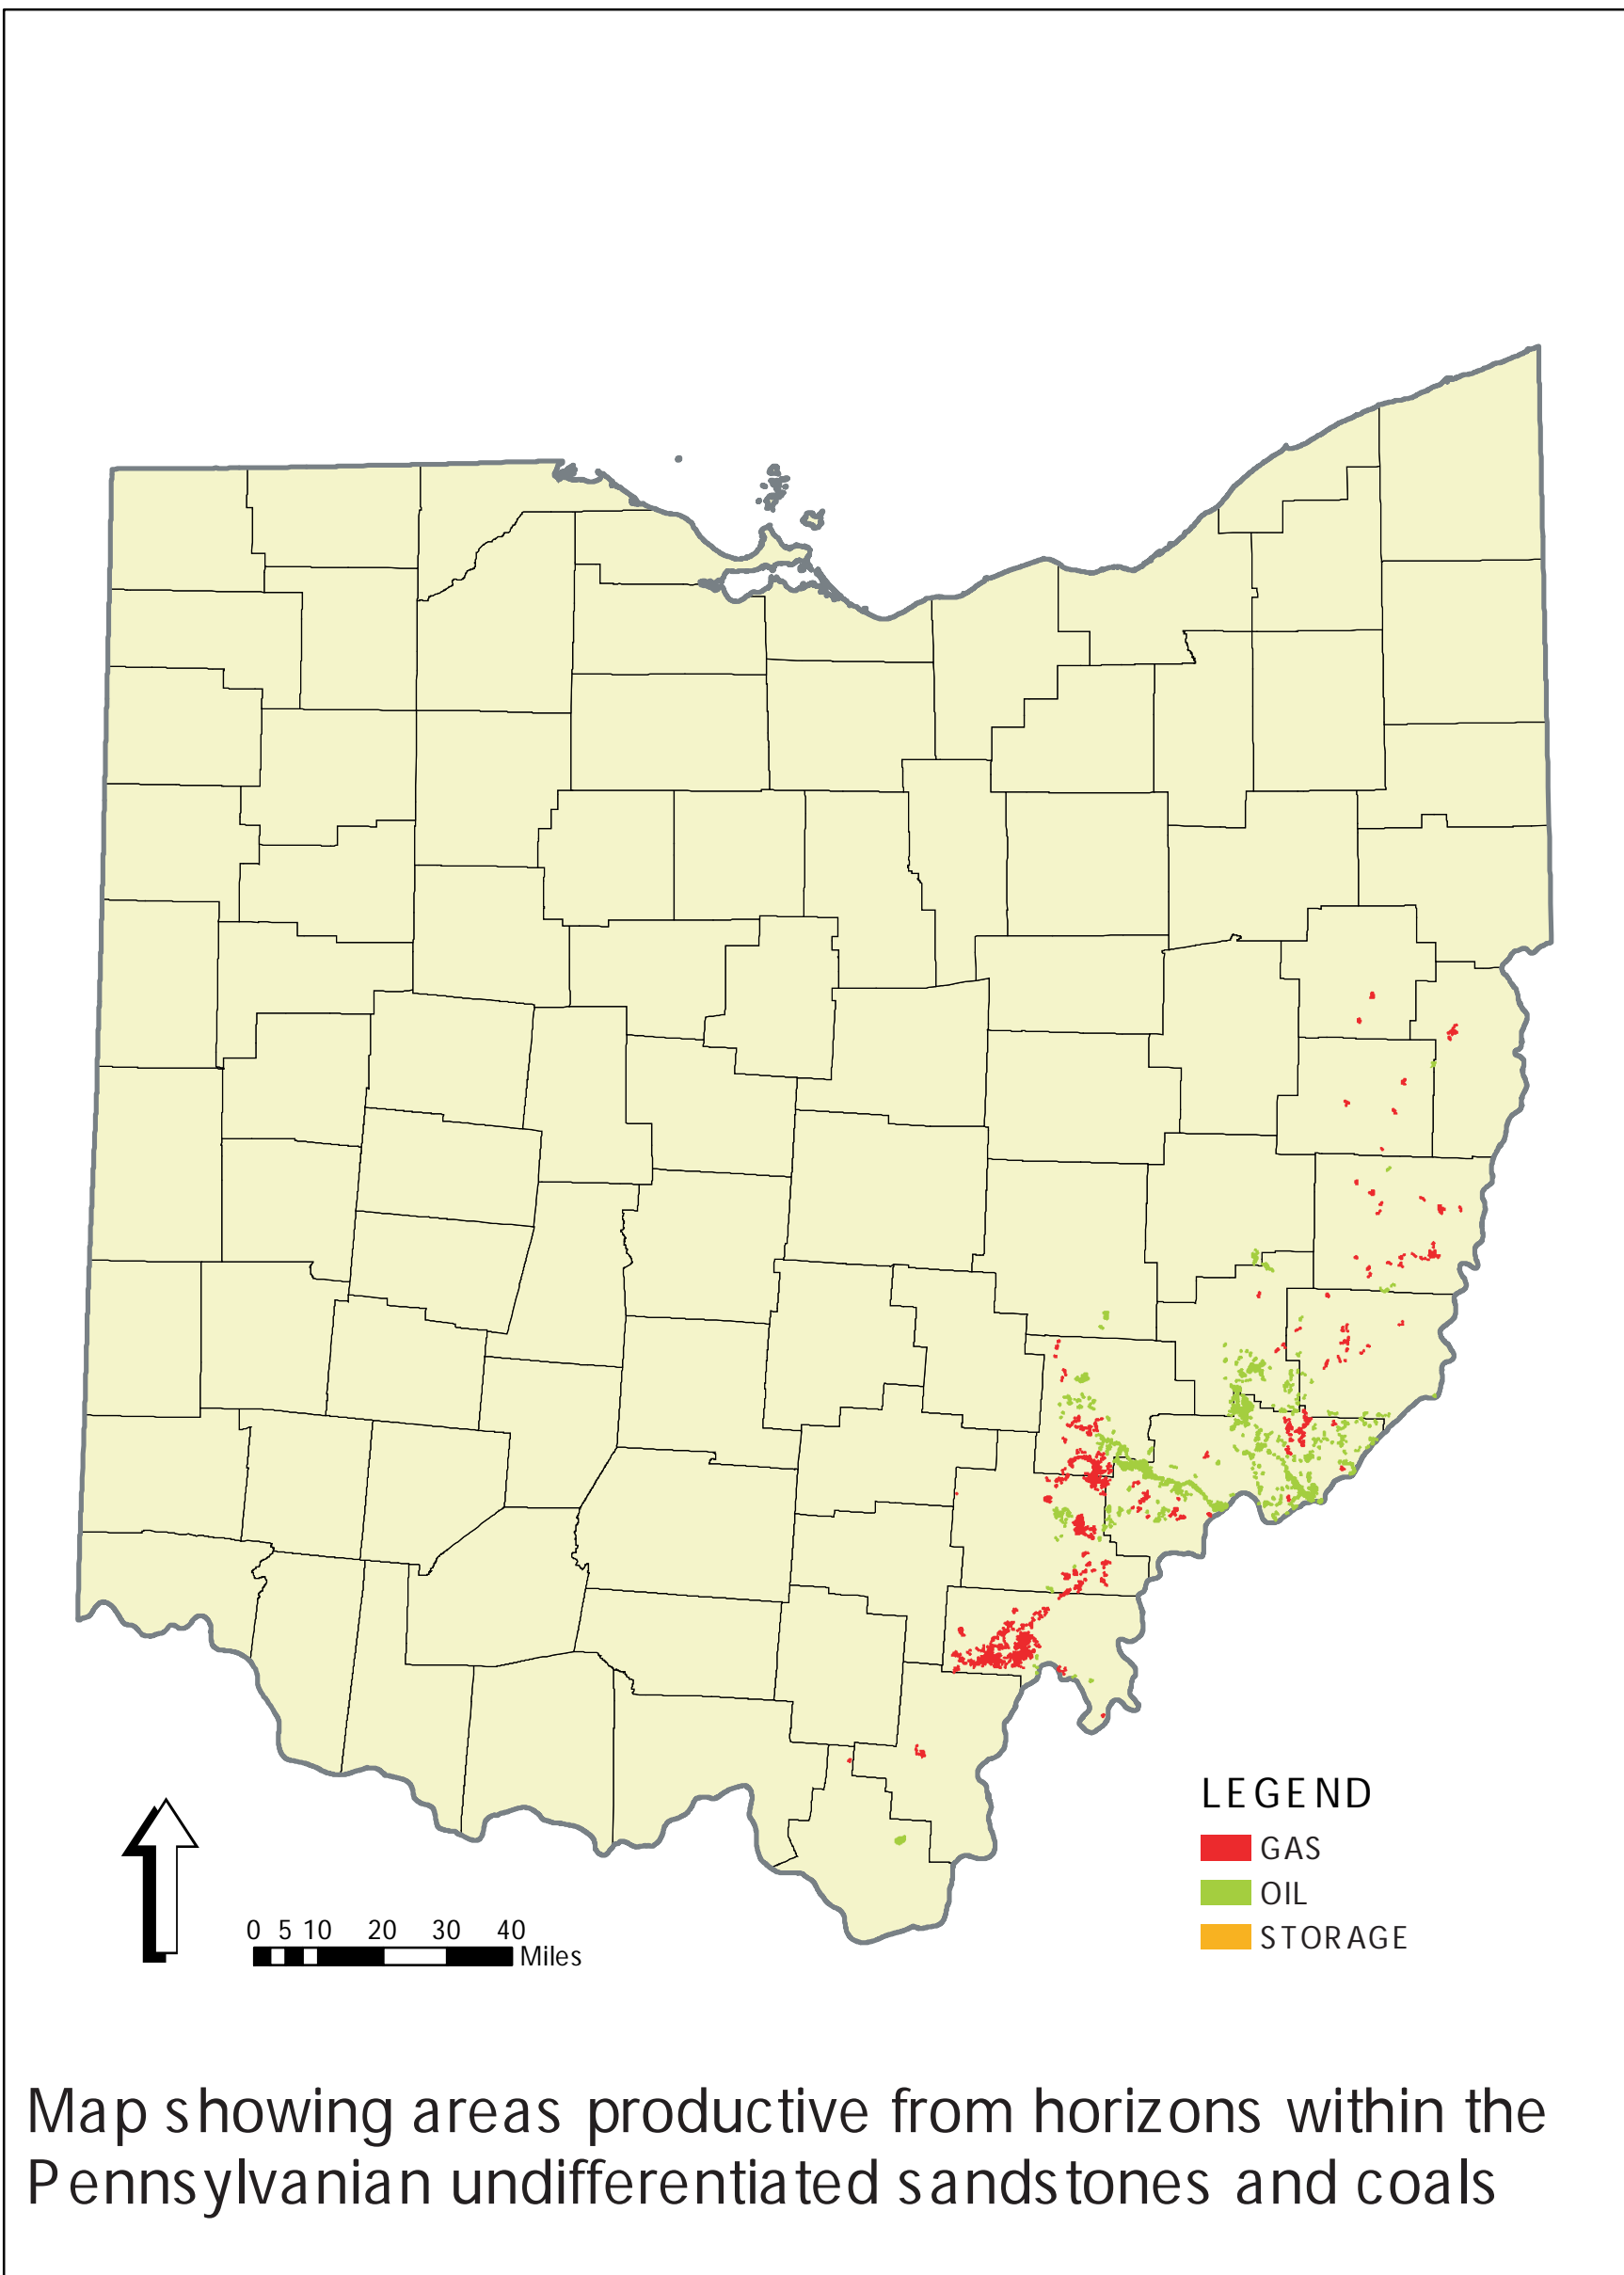 LEGEND
GAS
OIL
STORAGE
0 5 10 20 30 40
Miles
Map showing areas productive from horizons within the
Pennsylvanian undifferentiated sandstones and coals